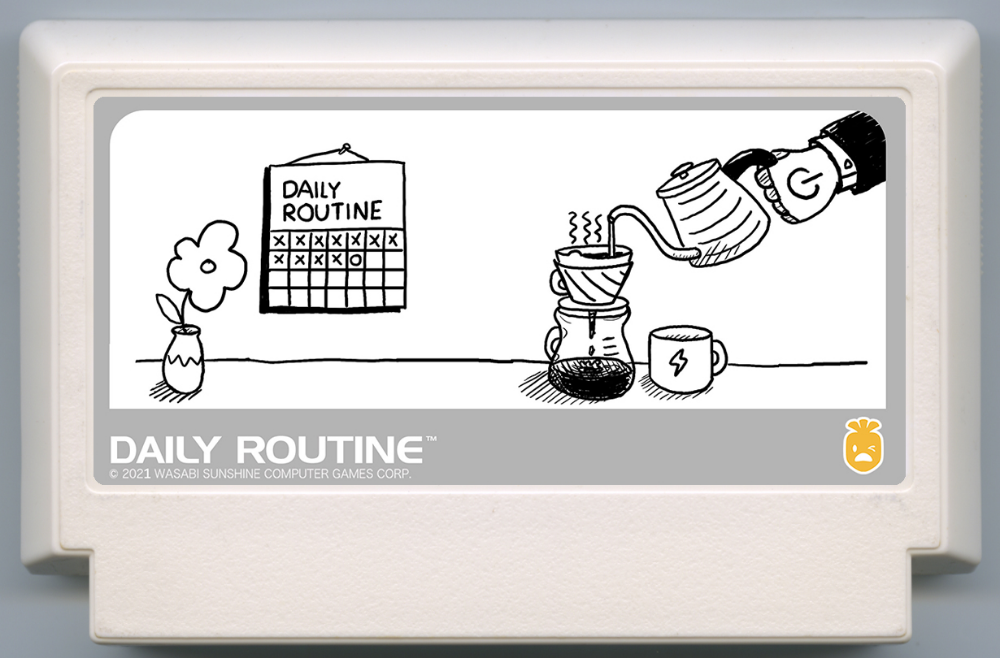 DAILY
ROUTINE
X X X X X X X
X X X X O
DAILY ROUTINE™
© 2021 WASABI SUNSHINE COMPUTER GAMES CORP.